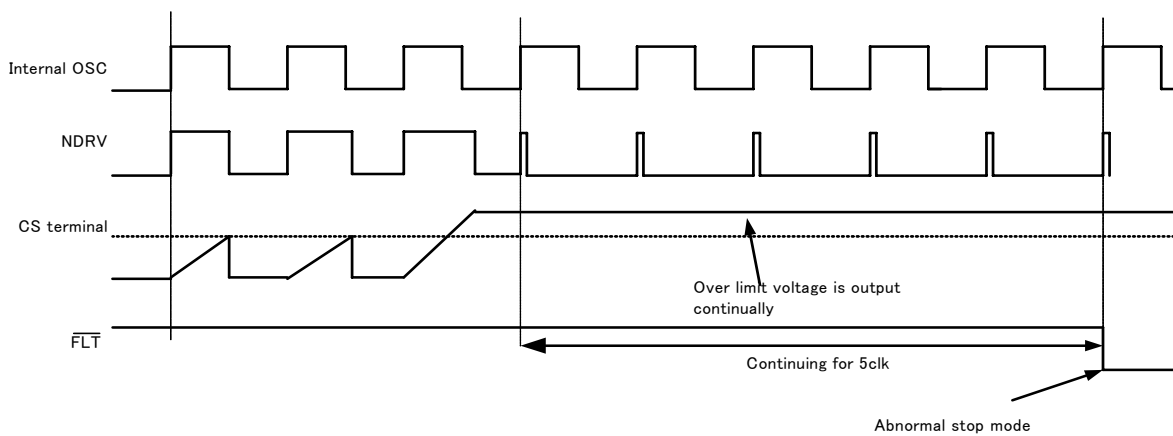 Internal OSC
NDRV
CS terminal
Over limit voltage is output
continually
FLT
Continuing for 5clk
Abnormal stop mode